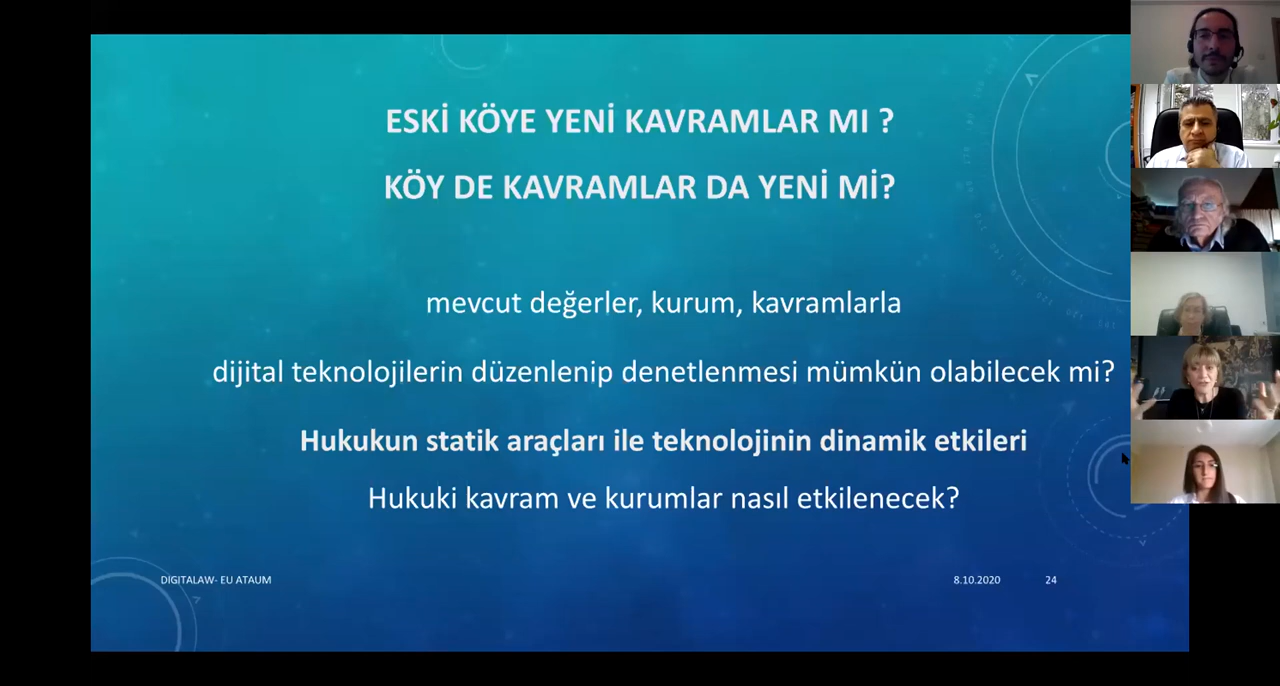 ESKİ KÖYE YENİ KAVRAMLAR MI ?
KÖY DE KAVRAMLAR DA YENİ Mİ?
mevcut değerler, kurum, kavramlarla
dijital teknolojilerin düzenlenip denetlenmesi mümkün olabilecek mi?
Hukukun statik araçları ile teknolojinin dinamik etkileri
Hukuki kavram ve kurumlar nasıl etkilenecek?
DİGİTALAW- EU ATAUM
8.10.2020
24